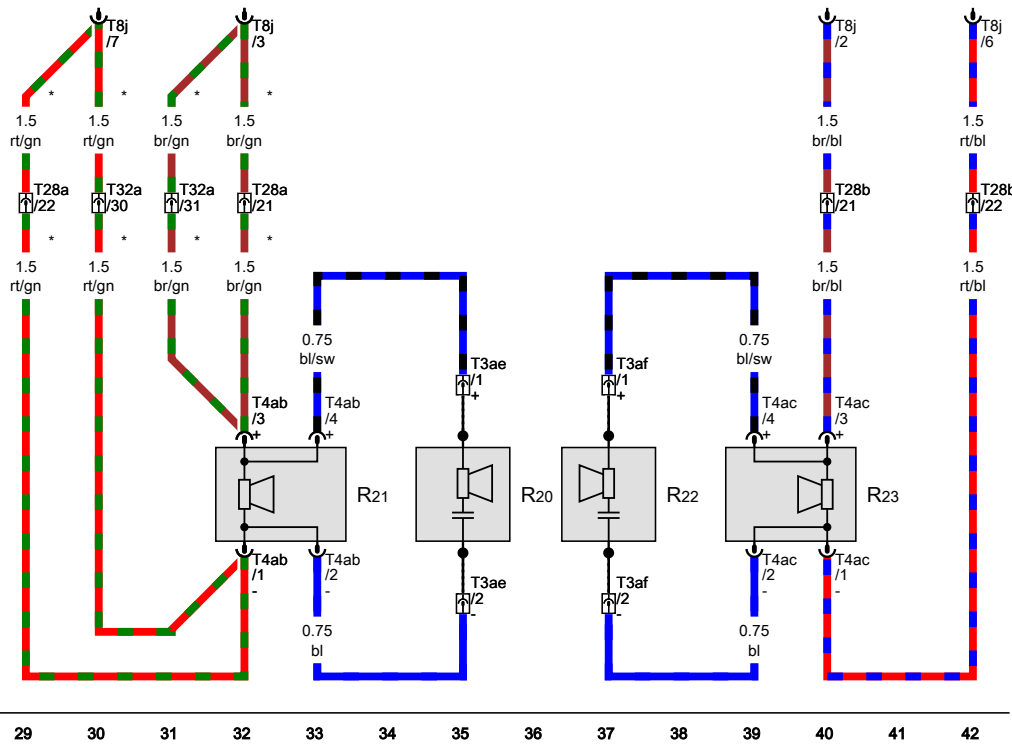 T8j
/7
T8j
/3
T8j
/2
T8j
/6
* * * *
1.5 1.5 1.5 1.5 1.5 1.5
rt/gn rt/gn br/gn br/gn br/bl rt/bl
T28a
/22
T32a
/30
T32a
/31
T28a
/21
T28b
/21
T28b
/22
* * * *
1.5 1.5 1.5 1.5 1.5 1.5
rt/gn rt/gn br/gn br/gn br/bl rt/bl
0.75
bl/sw
0.75
bl/sw
T3ae
/1
+
T3af
/1
+
T4ab
/3
+
T4ab
/4
+
T4ac
/4
+
T4ac
/3
+
R21
R20
R22
R23
T4ab
/1
-
T4ab
/2
-
T3ae
/2
-
T3af
/2
-
T4ac
/2
-
T4ac
/1
-
0.75
bl
0.75
bl
29 30 31 32 33 34 35 36 37 38 39 40 41 42